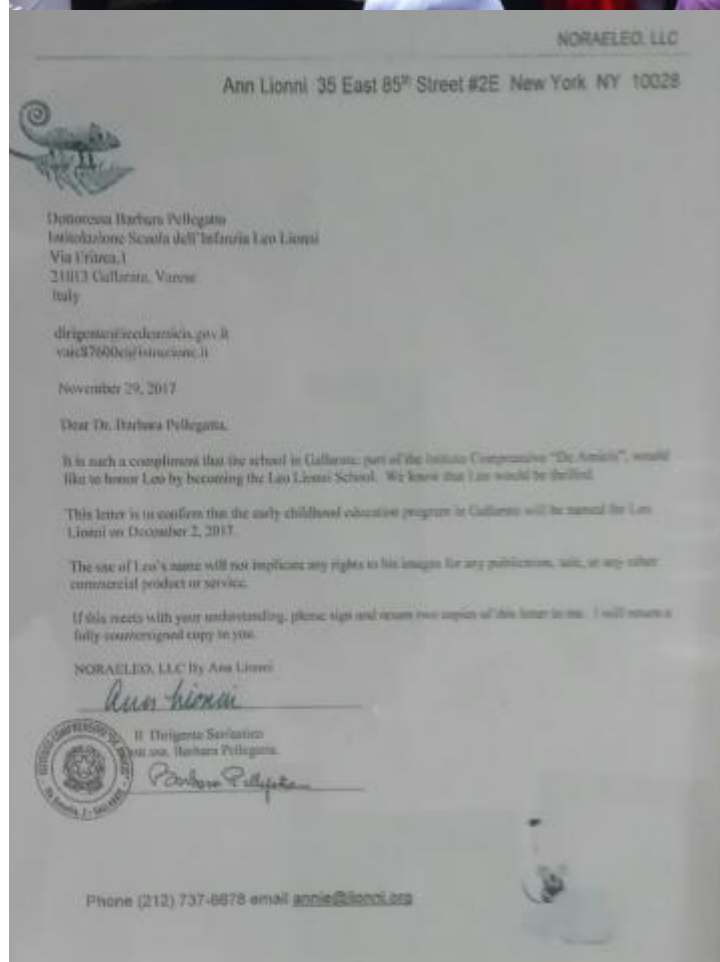 NORAELEO, LLC
Ann Lionni 35 East 85th Street #2E New York NY 10028
Dottoressa Barbara Pellegatta
Intitolazione Scuola dell'Infanzia Leo Lionni
Via
21013 Gallarate, Varese
Italy
November 29, 2017
Dear Dr. Barbara Pellegatta,
It is such a compliment that the school in Gallarate, part of the Istituto Comprensivo "De Amicis", would
like to honor Leo by becoming the Leo Lionni School. We know that Leo would be thrilled.
This letter is to confirm that the early childhood education program in Gallarate will be named for Leo
Lionni on December 2, 2017.
The use of Leo's name will not implicate any rights to his images for any publication, sale, or any other
commercial product or service.
If this meets with your understanding, please sign and return two copies of this letter to me. I will return a
fully countersigned copy to you.
NORAELEO, LLC By Ann Lionni
Ann Lionni
Il Dirigente Scolastico
Barbara Pellegatta
Barbara Pellegatta
Phone (212) 737-6678 email annie@lionni.org